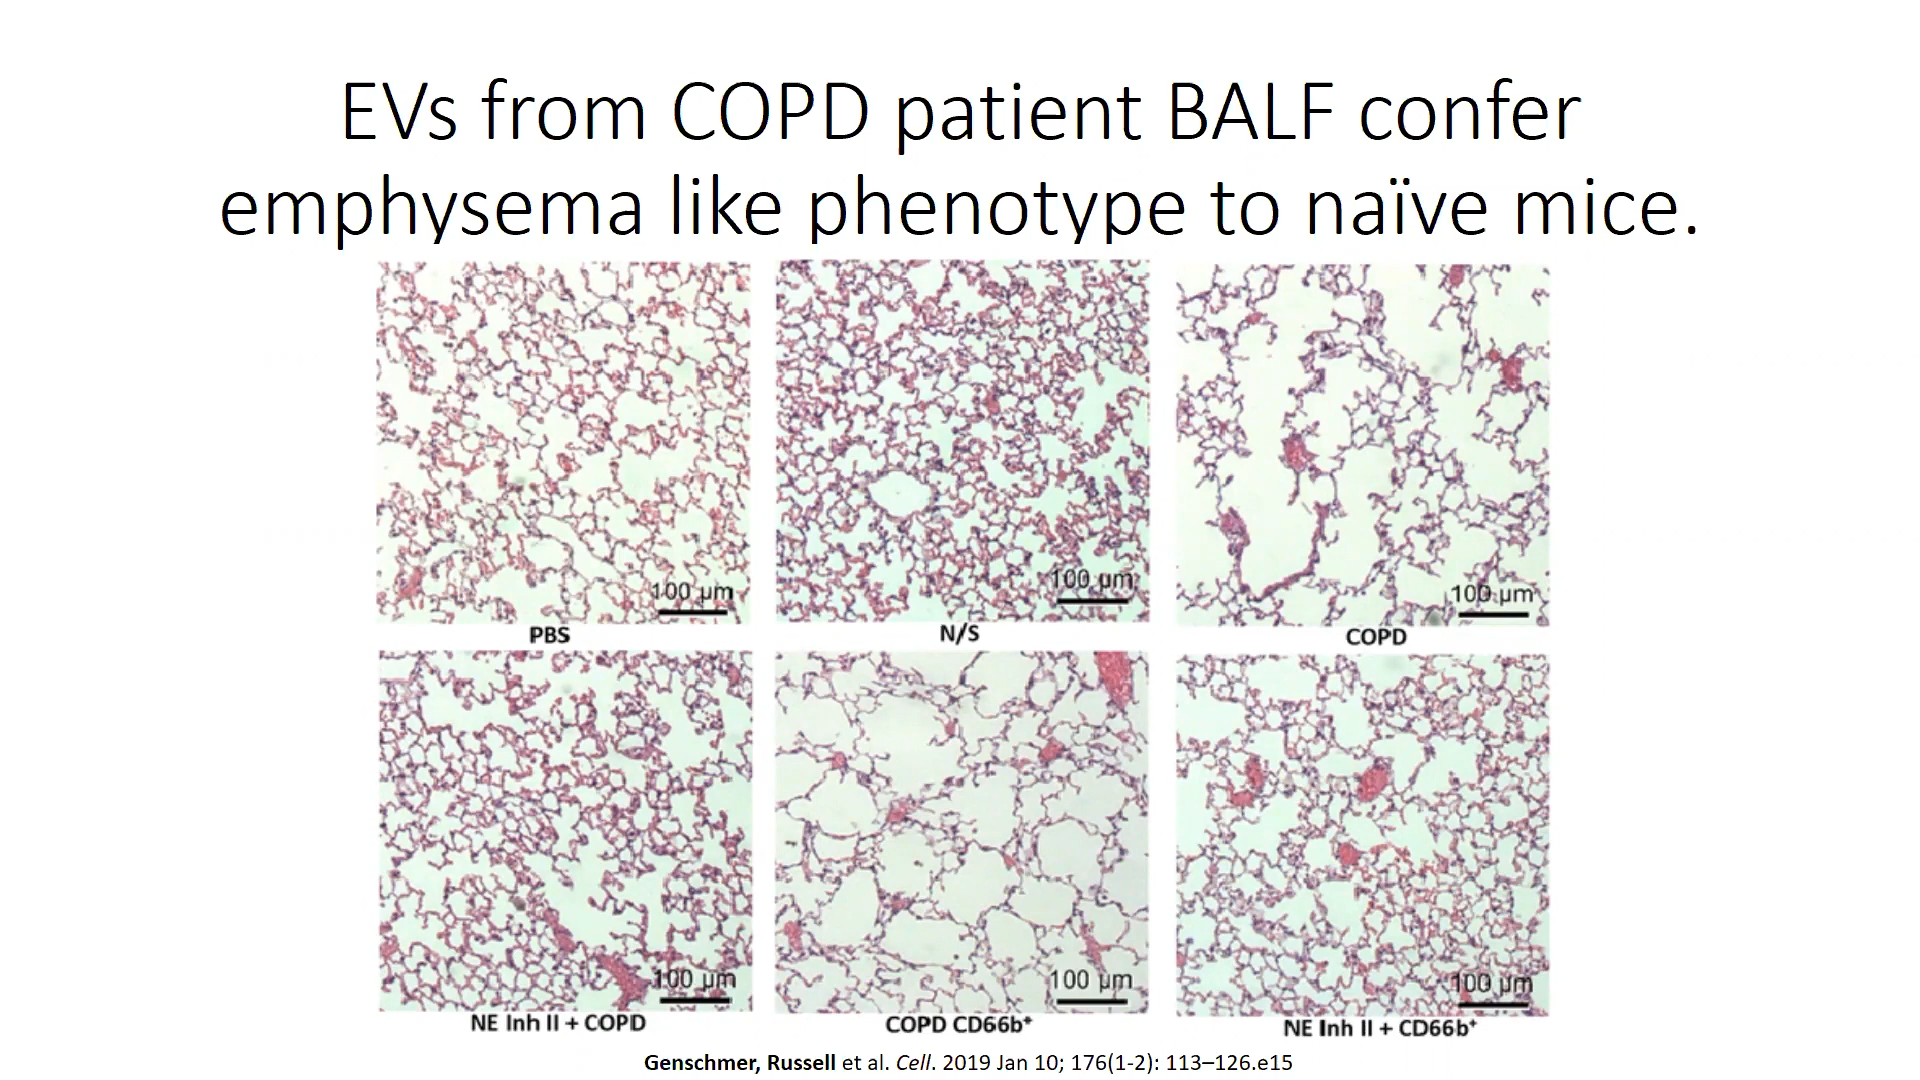 EVs from COPD patient BALF confer
emphysema like phenotype to naïve mice.
100 µm
100 µm
100 µm
PBS
N/S
COPD
100 µm
100 µm
100 µm
NE Inh II + COPD
COPD CD66b⁺
NE Inh II + CD66b⁺
Genschmer, Russell et al. Cell. 2019 Jan 10; 176(1-2): 113–126.e15